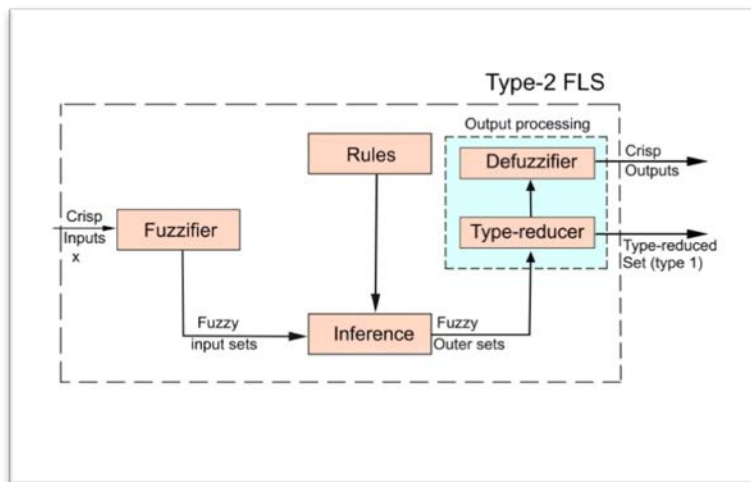 Type-2 FLS
Output processing
Rules
Defuzzifier
Crisp
Outputs
Crisp
Inputs
x
Fuzzifier
Type-reducer
Type-reduced
Set (type 1)
Fuzzy
input sets
Inference
Fuzzy
Outer sets